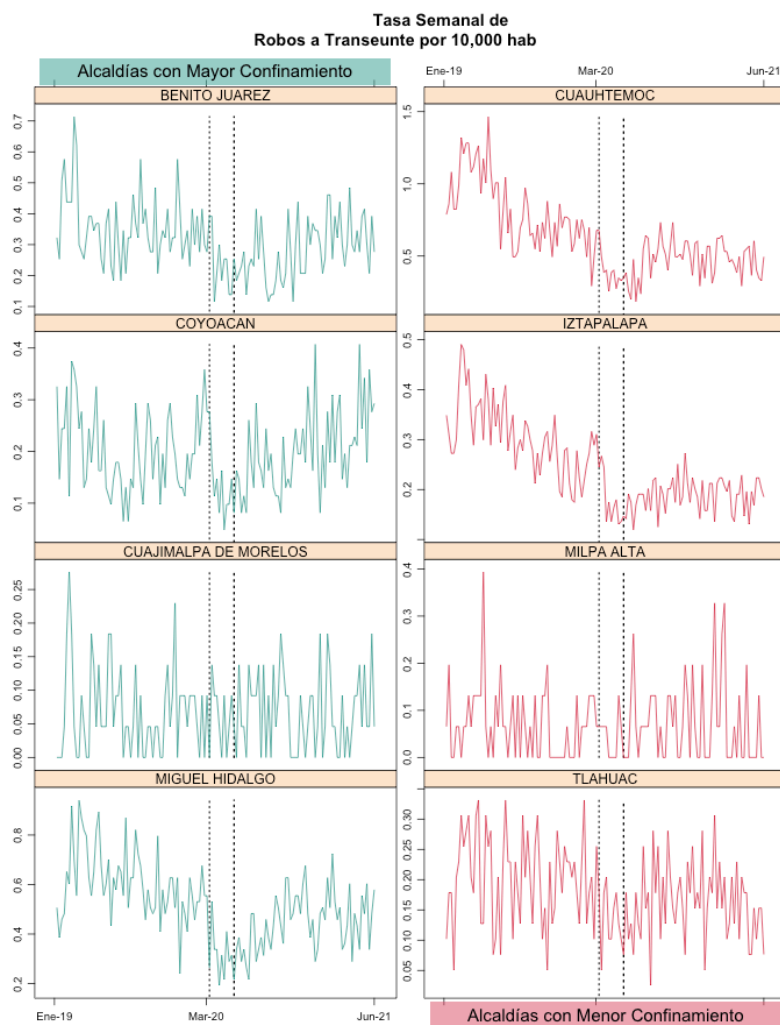 Tasa Semanal de
Robos a Transeunte por 10,000 hab
Alcaldías con Mayor Confinamiento
Ene-19 Mar-20 Jun-21
BENITO JUAREZ
0.7
0.6
0.5
0.4
0.3
0.2
0.1
CUAUHTEMOC
1.5
1.0
0.5
COYOACAN
0.4
0.3
0.2
0.1
IZTAPALAPA
0.5
0.4
0.3
0.2
CUAJIMALPA DE MORELOS
0.25
0.20
0.15
0.10
0.05
0.00
MILPA ALTA
0.4
0.3
0.2
0.1
0.0
MIGUEL HIDALGO
0.8
0.6
0.4
0.2
TLAHUAC
0.30
0.20
0.15
0.10
0.05
Ene-19 Mar-20 Jun-21
Alcaldías con Menor Confinamiento